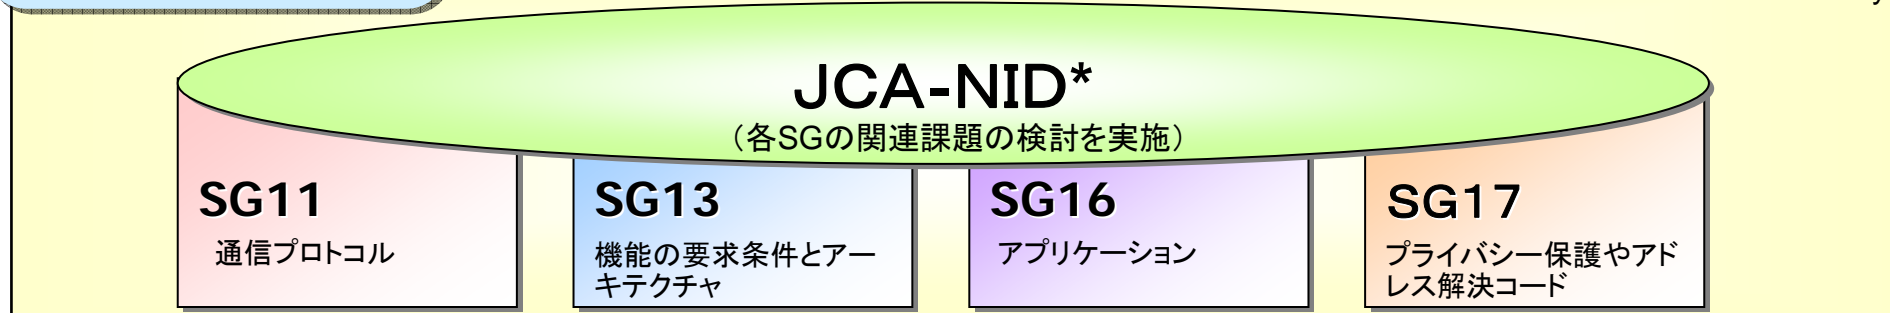 JCA-NID*
（各SGの関連課題の検討を実施）
SG11
通信プロトコル
SG13
機能の要求条件とアー
キテクチャ
SG16
アプリケーション
SG17
プライバシー保護やアド
レス解決コード